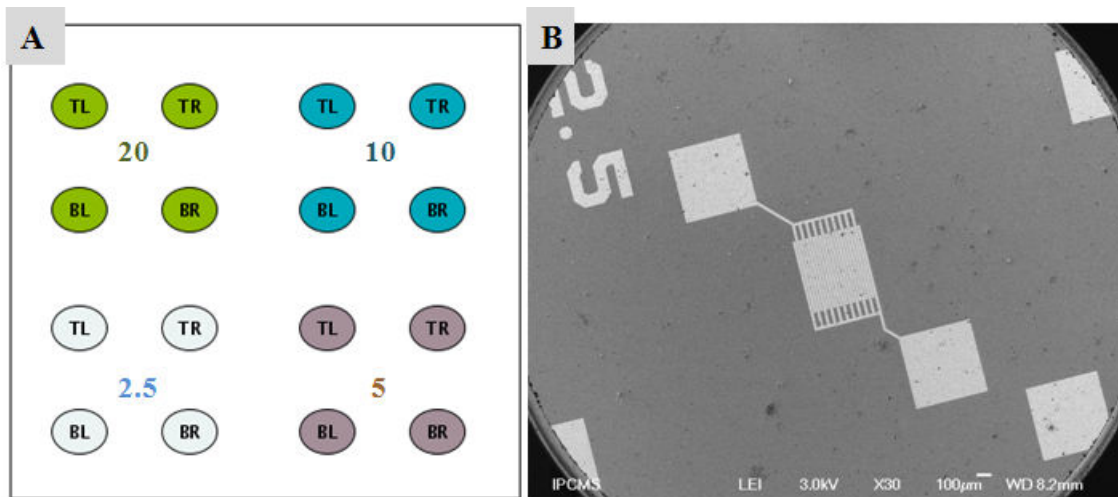 A
TL TR TL TR
20 10
BL BR BL BR
TL TR TL TR
2.5 5
BL BR BL BR
B
2.5
IPCMS LEI 3.0kV X30 100µm WD 8.2mm